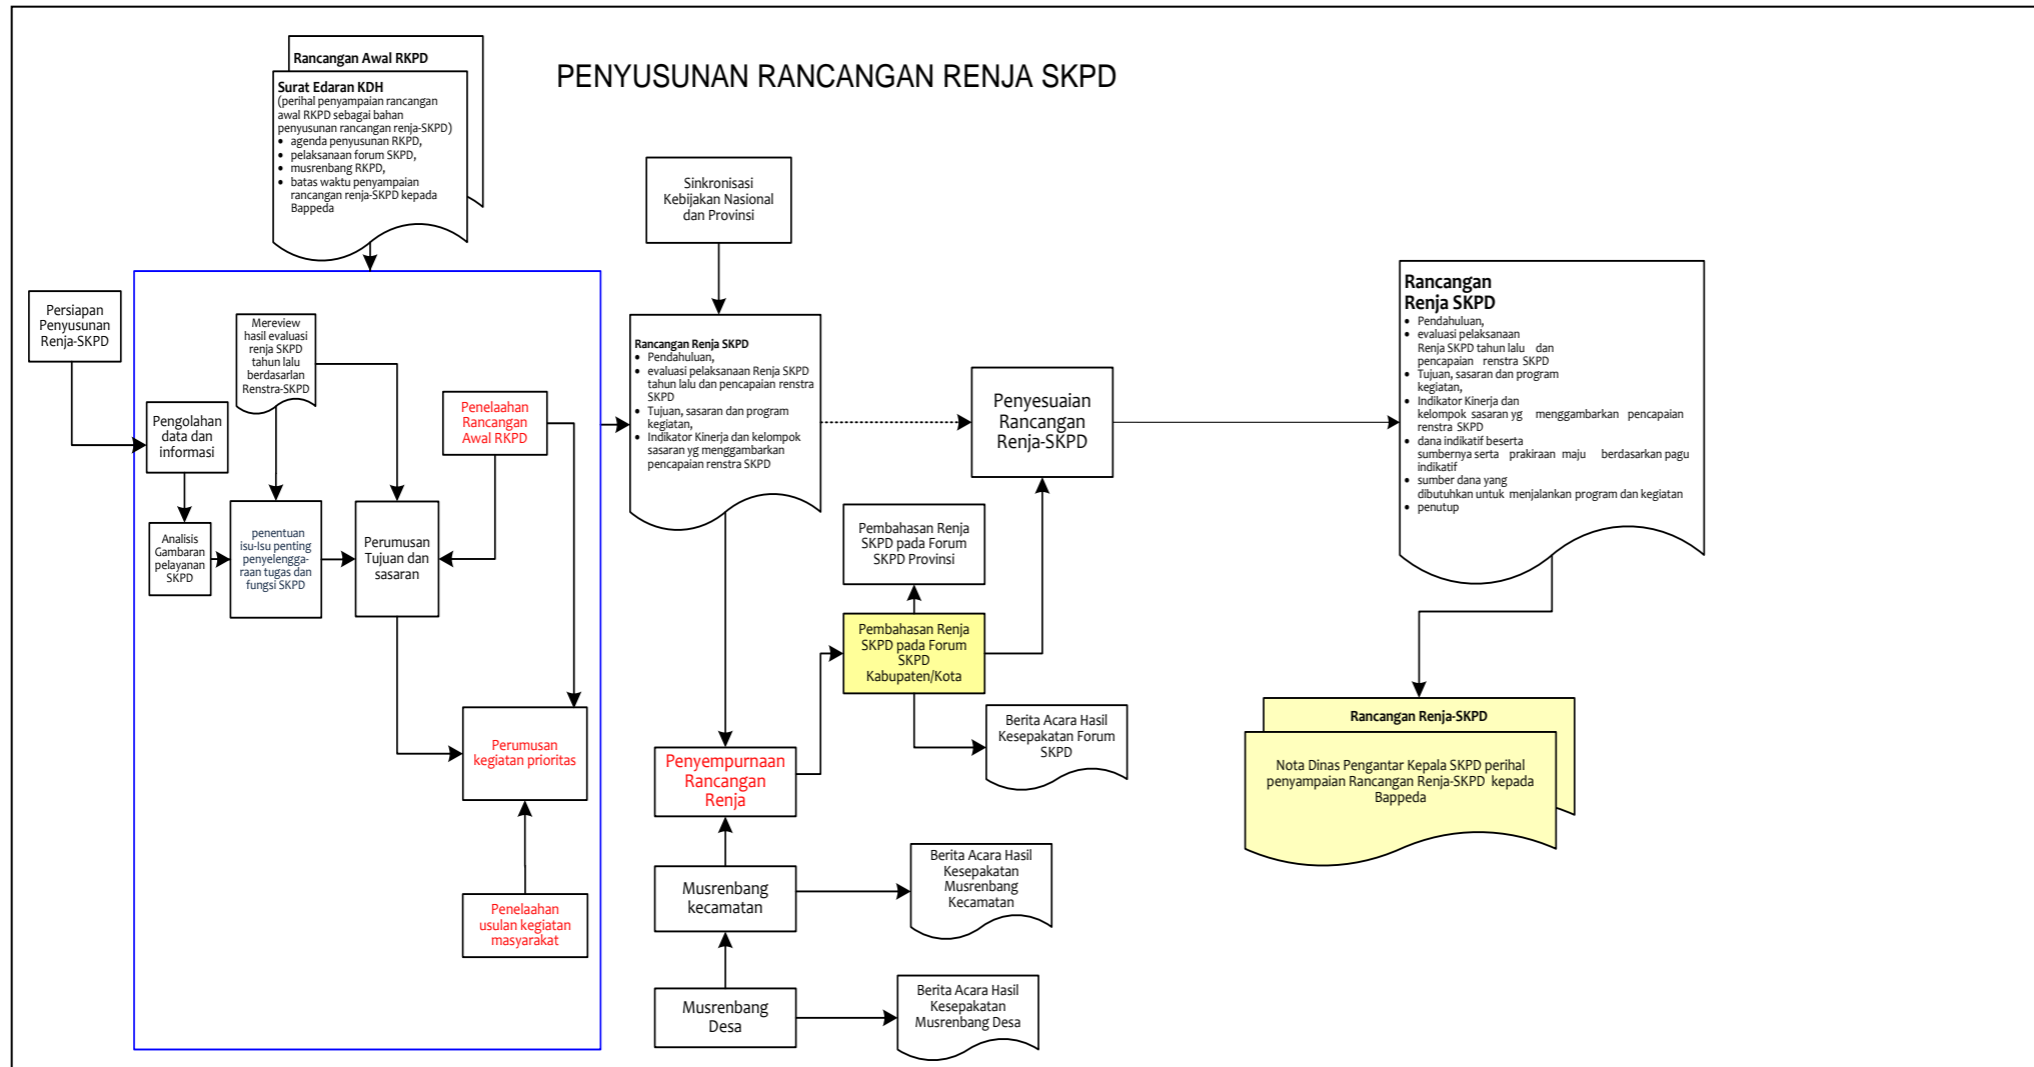 PENYUSUNAN RANCANGAN RENJA SKPD
Rancangan Awal RKPD
Surat Edaran KDH
(perihal penyampaian rancangan
awal RKPD sebagai bahan
penyusunan rancangan renja-SKPD)
• agenda penyusunan RKPD,
• pelaksanaan forum SKPD,
• musrenbang RKPD,
• batas waktu penyampaian
rancangan renja-SKPD kepada
Bappeda
Persiapan
Penyusunan
Renja-SKPD
Pengolahan
data dan
informasi
Analisis
Gambaran
pelayanan
SKPD
Mereview
hasil evaluasi
renja SKPD
tahun lalu
berdasarlan
Renstra-SKPD
penentuan
isu-Isu penting
penyelengga-
raan tugas dan
fungsi SKPD
Perumusan
Tujuan dan
sasaran
Penelaahan
Rancangan
Awal RKPD
Perumusan
kegiatan prioritas
Penelaahan
usulan kegiatan
masyarakat
Sinkronisasi
Kebijakan Nasional
dan Provinsi
Rancangan Renja SKPD
• Pendahuluan,
• evaluasi pelaksanaan Renja SKPD
tahun lalu dan pencapaian renstra
SKPD
• Tujuan, sasaran dan program
kegiatan,
• Indikator Kinerja dan kelompok
sasaran yg menggambarkan
pencapaian renstra SKPD
Penyempurnaan
Rancangan
Renja
Musrenbang
kecamatan
Musrenbang
Desa
Pembahasan Renja
SKPD pada Forum
SKPD Provinsi
Pembahasan Renja
SKPD pada Forum
SKPD
Kabupaten/Kota
Berita Acara Hasil
Kesepakatan Forum
SKPD
Berita Acara Hasil
Kesepakatan
Musrenbang
Kecamatan
Berita Acara Hasil
Kesepakatan
Musrenbang Desa
Penyesuaian
Rancangan
Renja-SKPD
Rancangan
Renja SKPD
• Pendahuluan,
• evaluasi pelaksanaan
Renja SKPD tahun lalu dan
pencapaian renstra SKPD
• Tujuan, sasaran dan program
kegiatan,
• Indikator Kinerja dan
kelompok sasaran yg menggambarkan pencapaian
renstra SKPD
• dana indikatif beserta
sumbernya serta prakiraan maju berdasarkan pagu
indikatif
• sumber dana yang
dibutuhkan untuk menjalankan program dan kegiatan
• penutup
Rancangan Renja-SKPD
Nota Dinas Pengantar Kepala SKPD perihal
penyampaian Rancangan Renja-SKPD kepada
Bappeda